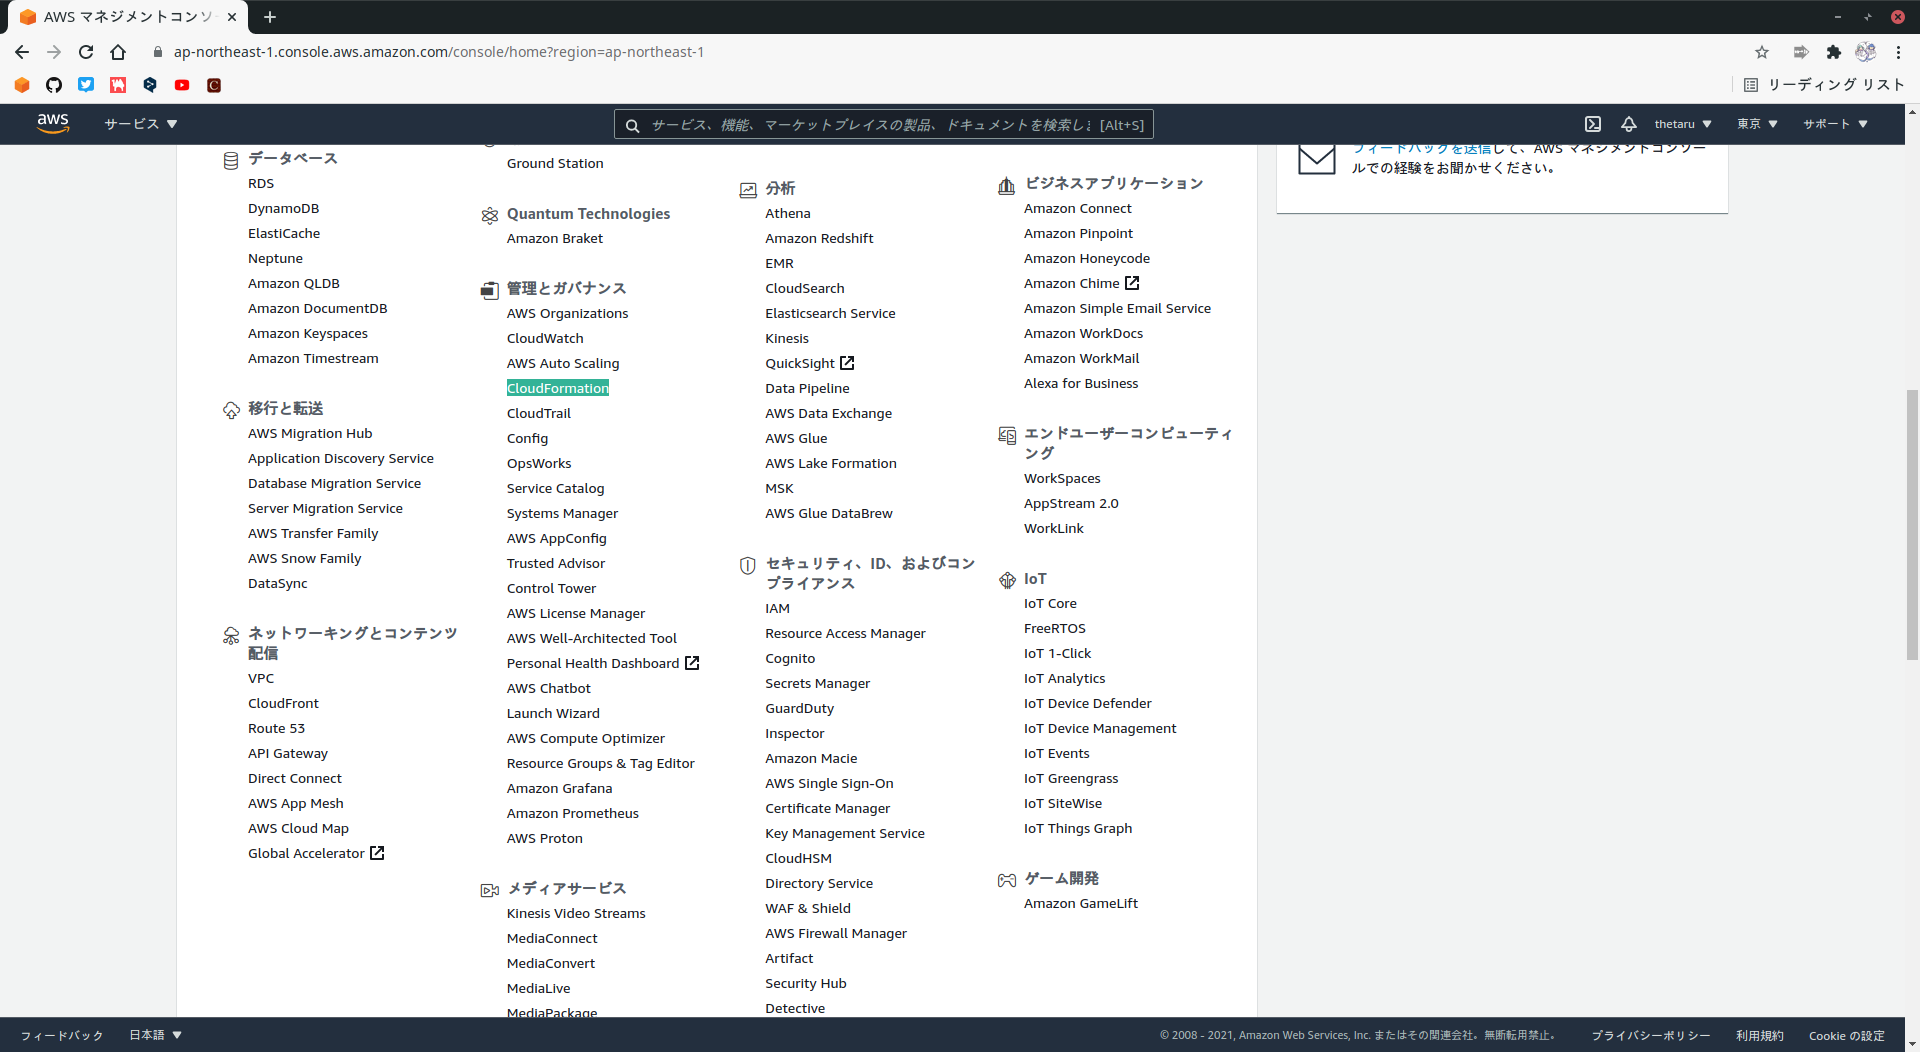 AWS マネジメントコンソ
ap-northeast-1.console.aws.amazon.com/console/home?region=ap-northeast-1
リーディング リスト
aws
サービス
サービス、機能、マーケットプレイスの製品、ドキュメントを検索し [Alt+S]
thetaru
東京
サポート
データベース
RDS
DynamoDB
ElastiCache
Neptune
Amazon QLDB
Amazon DocumentDB
Amazon Keyspaces
Amazon Timestream
移行と転送
AWS Migration Hub
Application Discovery Service
Database Migration Service
Server Migration Service
AWS Transfer Family
AWS Snow Family
DataSync
ネットワーキングとコンテンツ
配信
VPC
CloudFront
Route 53
API Gateway
Direct Connect
AWS App Mesh
AWS Cloud Map
Global Accelerator
Ground Station
Quantum Technologies
Amazon Braket
管理とガバナンス
AWS Organizations
CloudWatch
AWS Auto Scaling
CloudFormation
CloudTrail
Config
OpsWorks
Service Catalog
Systems Manager
AWS AppConfig
Trusted Advisor
Control Tower
AWS License Manager
AWS Well-Architected Tool
Personal Health Dashboard
AWS Chatbot
Launch Wizard
AWS Compute Optimizer
Resource Groups & Tag Editor
Amazon Grafana
Amazon Prometheus
AWS Proton
メディアサービス
Kinesis Video Streams
MediaConnect
MediaConvert
MediaLive
MediaPackage
分析
Athena
Amazon Redshift
EMR
CloudSearch
Elasticsearch Service
Kinesis
QuickSight
Data Pipeline
AWS Data Exchange
AWS Glue
AWS Lake Formation
MSK
AWS Glue DataBrew
セキュリティ、ID、およびコン
プライアンス
IAM
Resource Access Manager
Cognito
Secrets Manager
GuardDuty
Inspector
Amazon Macie
AWS Single Sign-On
Certificate Manager
Key Management Service
CloudHSM
Directory Service
WAF & Shield
AWS Firewall Manager
Artifact
Security Hub
Detective
ビジネスアプリケーション
Amazon Connect
Amazon Pinpoint
Amazon Honeycode
Amazon Chime
Amazon Simple Email Service
Amazon WorkDocs
Amazon WorkMail
Alexa for Business
エンドユーザーコンピューティ
ング
WorkSpaces
AppStream 2.0
WorkLink
IoT
IoT Core
FreeRTOS
IoT 1-Click
IoT Analytics
IoT Device Defender
IoT Device Management
IoT Events
IoT Greengrass
IoT SiteWise
IoT Things Graph
ゲーム開発
Amazon GameLift
フィードバックを送信して、AWS マネジメントコンソー
ルでの経験をお聞かせください。
フィードバック
日本語
© 2008 - 2021, Amazon Web Services, Inc. またはその関連会社。無断転用禁止。
プライバシーポリシー
利用規約
Cookie の設定